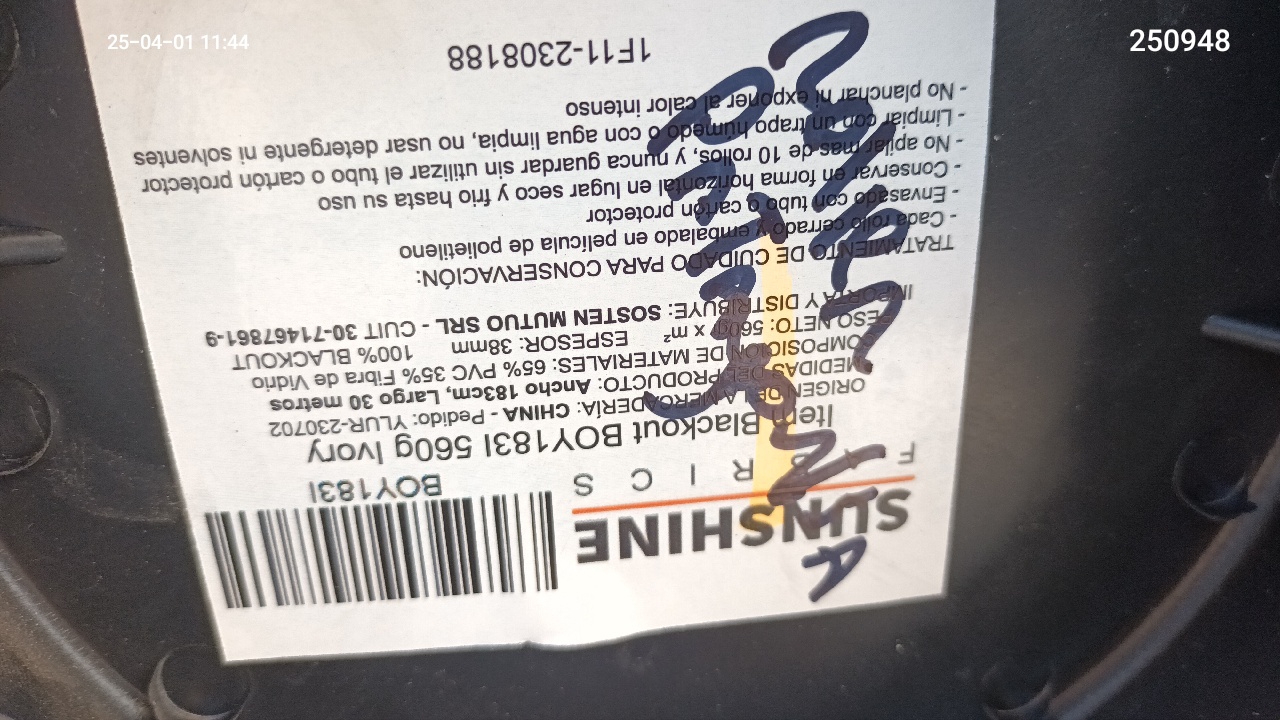 25-04-01 11:44
250948
SUNSHINE
FABRICS
BOY183I
Item Blackout BOY183I 560g Ivory
ORIGEN DE LA MERCADERÍA: CHINA - Pedido: YLUR-230702
MEDIDAS DEL PRODUCTO: Ancho 183cm, Largo 30 metros
COMPOSICIÓN DE MATERIALES: 65% PVC 35% Fibra de Vidrio
PESO NETO: 560g x m² ESPESOR: 38mm 100% BLACKOUT
IMPORTA Y DISTRIBUYE: SOSTEN MUTUO SRL - CUIT 30-71467861-9
TRATAMIENTO DE CUIDADO PARA CONSERVACIÓN:
- Cada rollo cerrado y embalado en película de polietileno
- Envasado con tubo o cartón protector
- Conservar en forma horizontal en lugar seco y frio hasta su uso
- No apilar mas de 10 rollos, y nunca guardar sin utilizar el tubo o cartón protector
- Limpiar con un trapo húmedo o con agua limpia, no usar detergente ni solventes
- No planchar ni exponer al calor intenso
1F11-2308188